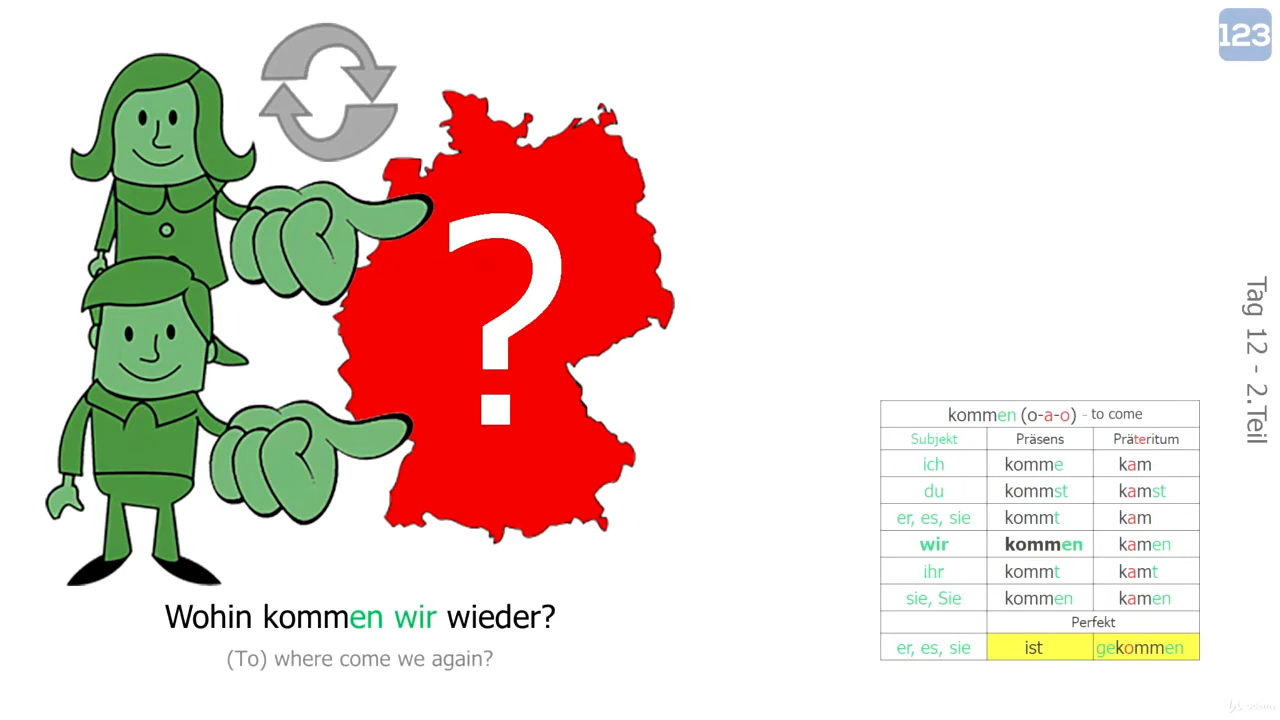 123
?
Tag 12 - 2.Teil
Wohin kommen wir wieder?
(To) where come we again?
kommen (o-a-o) - to come
Subjekt Präsens Präteritum
ich komme kam
du kommst kamst
er, es, sie kommt kam
wir kommen kamen
ihr kommt kamt
sie, Sie kommen kamen
Perfekt
er, es, sie ist gekommen